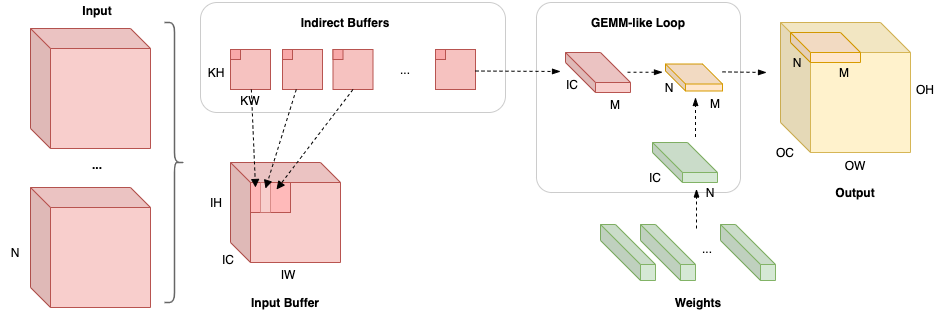 Input
...
N
Indirect Buffers
KH
KW
...
IH
IC
IW
Input Buffer
GEMM-like Loop
IC
M
N
M
IC
N
...
Weights
N
M
OH
OC
OW
Output